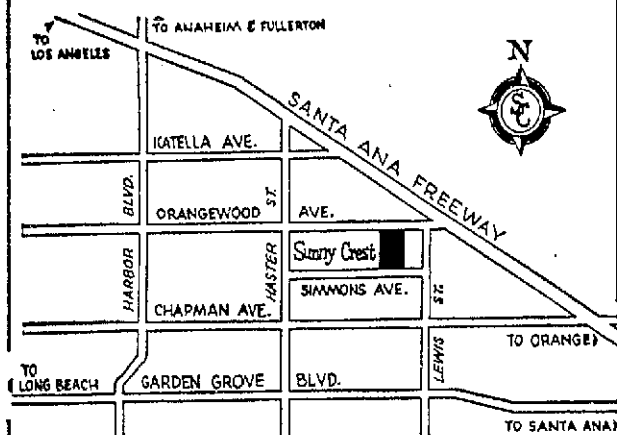 TO ANAHEIM & FULLERTON
TO
LOS ANGELES
N
SC
SANTA ANA FREEWAY
KATELLA AVE.
BLVD.
ST.
ORANGEWOOD AVE.
Sunny Crest
HARBOR
HASTER
SIMMONS AVE.
ST.
CHAPMAN AVE.
LEWIS
TO ORANGE
TO
LONG BEACH
GARDEN GROVE BLVD.
TO SANTA ANA